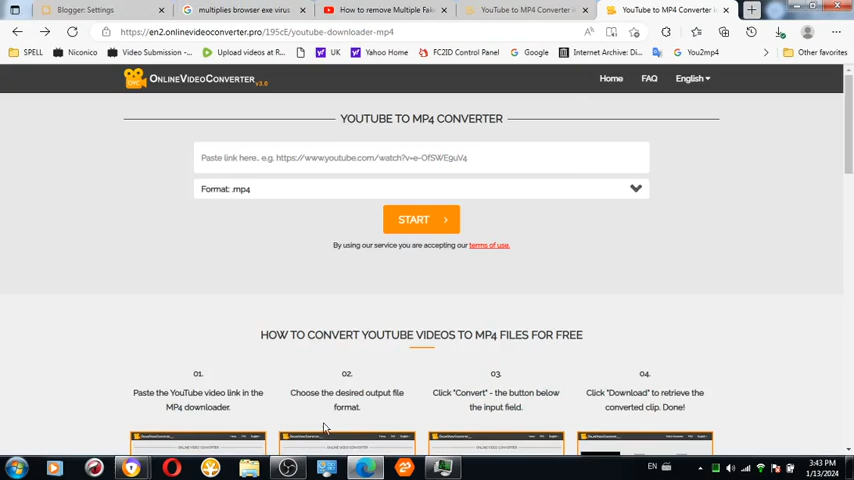 Blogger: Settings
multiplies browser exe virus
How to remove Multiple Fak
YouTube to MP4 Converter i
YouTube to MP4 Converter i
https://en2.onlinevideoconverter.pro/195cE/youtube-downloader-mp4
SPELL
Niconico
Video Submission -...
Upload videos at R...
UK
Yahoo Home
FC2ID Control Panel
Google
Internet Archive: Di...
You2mp4
Other favorites
OVC ONLINEVIDEOCONVERTER v3.0
Home
FAQ
English
YOUTUBE TO MP4 CONVERTER
Paste link here.. e.g. https://www.youtube.com/watch?v=e-OfSWE9uV4
Format: .mp4
START
By using our service you are accepting our terms of use.
HOW TO CONVERT YOUTUBE VIDEOS TO MP4 FILES FOR FREE
01.
Paste the YouTube video link in the
MP4 downloader.
02.
Choose the desired output file
format.
03.
Click "Convert" - the button below
the input field.
04.
Click "Download" to retrieve the
converted clip. Done!
EN
3:43 PM
1/13/2024